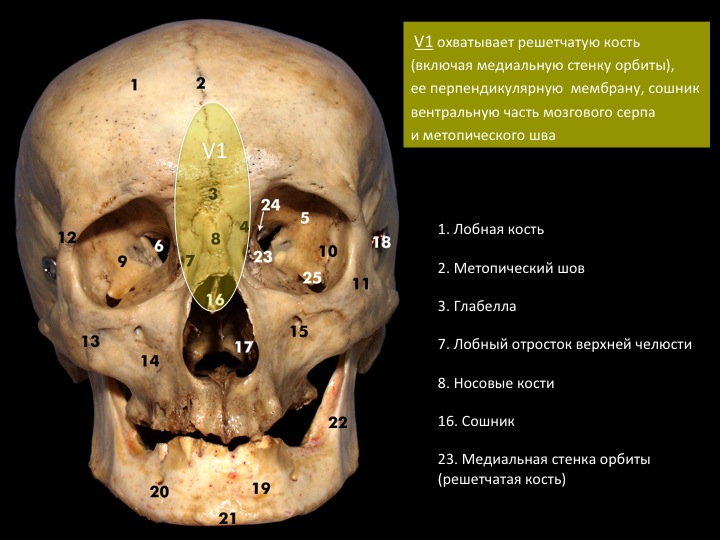 V1 охватывает решетчатую кость
(включая медиальную стенку орбиты),
ее перпендикулярную мембрану, сошник
вентральную часть мозгового серпа
и метопического шва
1
2
V1
3
24
5
4
12
6
8
18
9
7
23
10
25
11
16
13
15
14
17
22
20
19
21
1. Лобная кость
2. Метопический шов
3. Глабелла
7. Лобный отросток верхней челюсти
8. Носовые кости
16. Сошник
23. Медиальная стенка орбиты
(решетчатая кость)